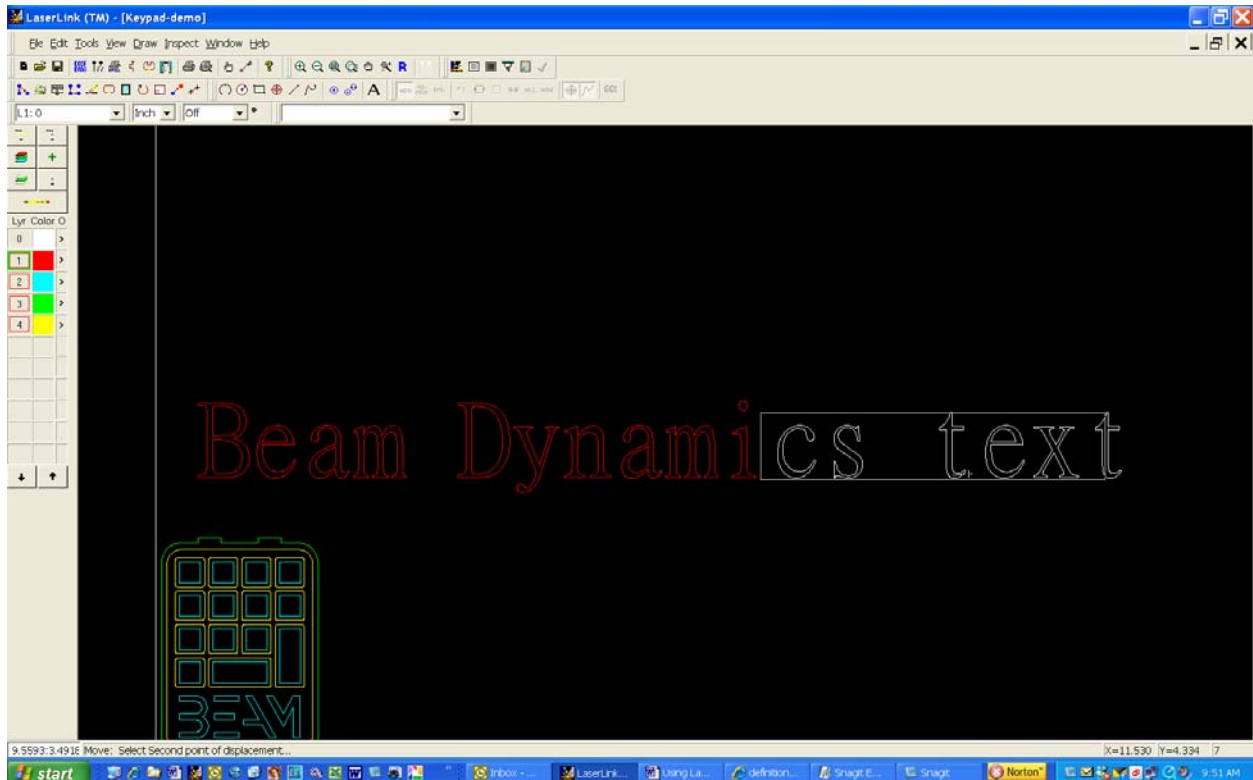 LaserLink (TM) - [Keypad-demo]
File Edit Tools View Draw Inspect Window Help
R
A GO!
L1: 0 Inch Off
Lyr Color O
0
1
2
3
4
Beam Dynamics text
BEAM
9.5593:3.4918 Move: Select Second point of displacement... X=11.530 Y=4.334 7
start Inbox - ... LaserLink... Using La... definition... SnagIt E... SnagIt Norton 9:51 AM